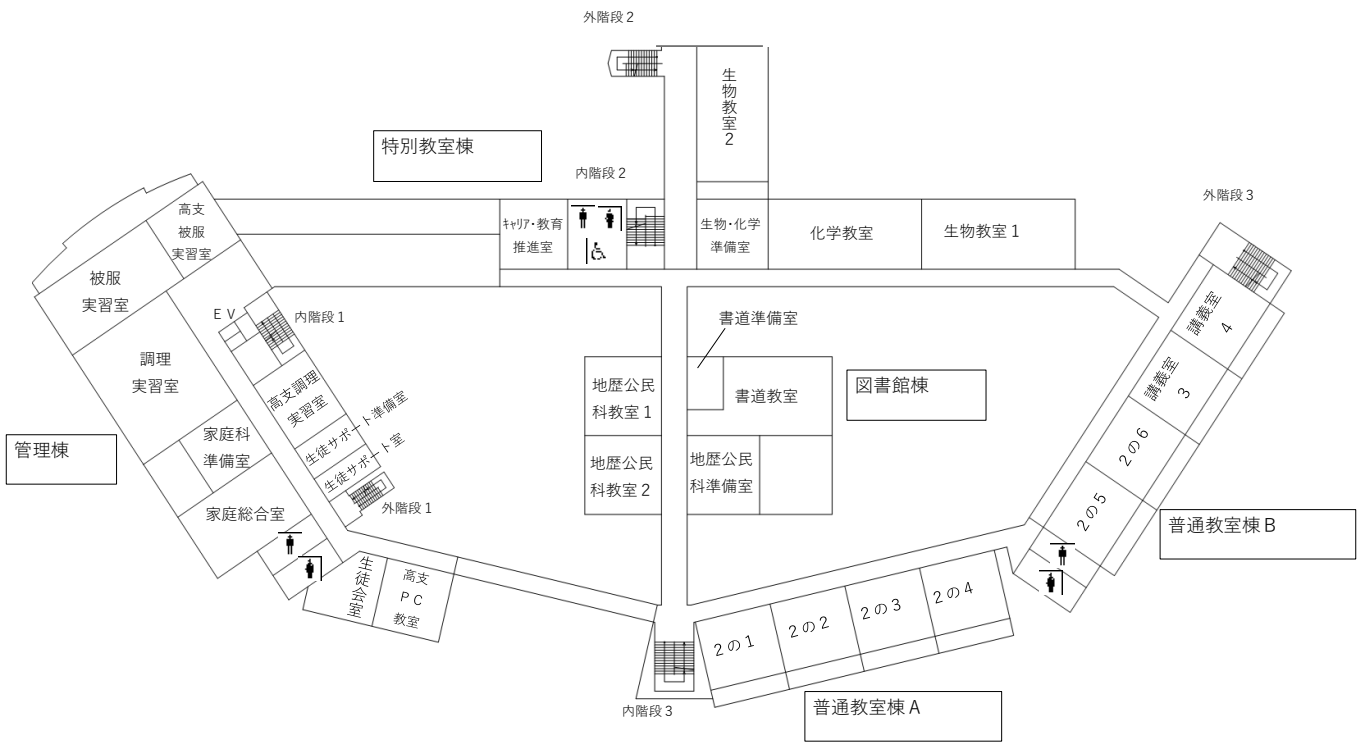 外階段２
生物教室２
特別教室棟
内階段２
外階段３
高支
被服
実習室
ｷｬﾘｱ・教育
推進室
生物・化学
準備室
化学教室
生物教室１
被服
実習室
ＥＶ
内階段１
講義室
４
書道準備室
調理
実習室
高支調理
実習室
地歴公民
科教室１
書道教室
図書館棟
講義室
３
管理棟
家庭科
準備室
生徒サポート準備室
生徒サポート室
地歴公民
科教室２
地歴公民
科準備室
２の６
家庭総合室
外階段１
２の５
普通教室棟Ｂ
生徒会室
高支
ＰＣ
教室
２の１
２の２
２の３
２の４
内階段３
普通教室棟Ａ